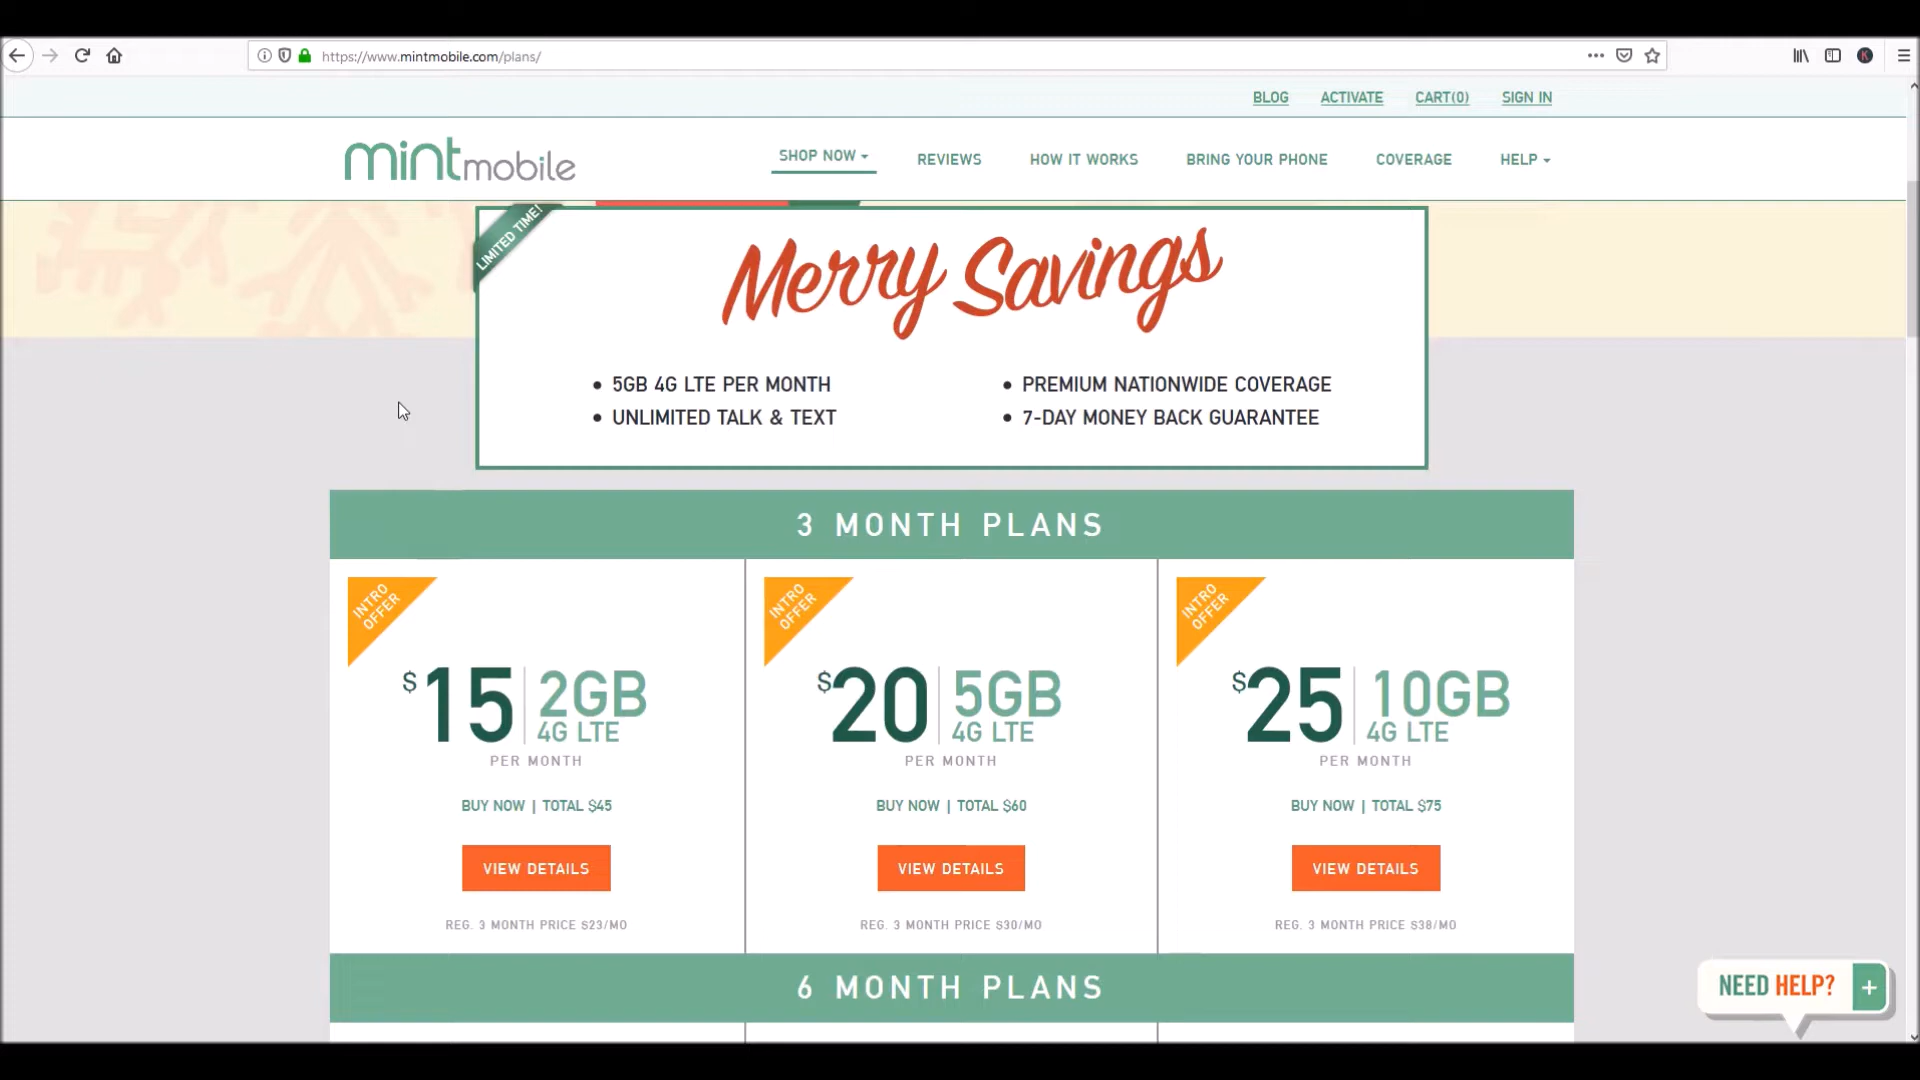 https://www.mintmobile.com/plans/
BLOG ACTIVATE CART(0) SIGN IN
mintmobile
SHOP NOW REVIEWS HOW IT WORKS BRING YOUR PHONE COVERAGE HELP
LIMITED TIME!
Merry Savings
• 5GB 4G LTE PER MONTH
• UNLIMITED TALK & TEXT
• PREMIUM NATIONWIDE COVERAGE
• 7-DAY MONEY BACK GUARANTEE
3 MONTH PLANS
INTRO
OFFER
$15 2GB
4G LTE
PER MONTH
BUY NOW | TOTAL $45
VIEW DETAILS
REG. 3 MONTH PRICE $23/MO
INTRO
OFFER
$20 5GB
4G LTE
PER MONTH
BUY NOW | TOTAL $60
VIEW DETAILS
REG. 3 MONTH PRICE $30/MO
INTRO
OFFER
$25 10GB
4G LTE
PER MONTH
BUY NOW | TOTAL $75
VIEW DETAILS
REG. 3 MONTH PRICE $38/MO
6 MONTH PLANS
NEED HELP? +
K